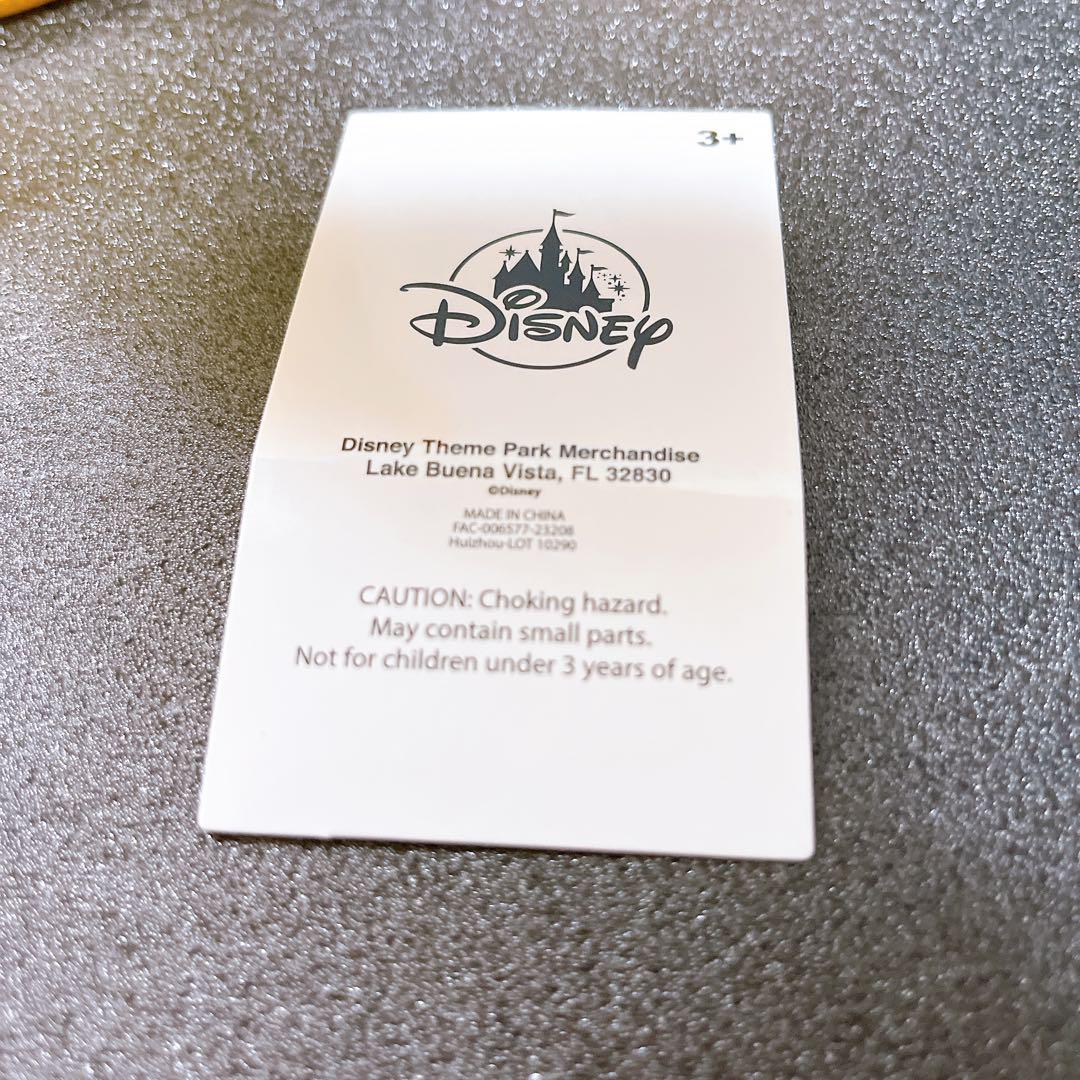 3+
Disney
Disney Theme Park Merchandise
Lake Buena Vista, FL 32830
©Disney
MADE IN CHINA
FAC-006577-23208
Huizhou-LOT 10290
CAUTION: Choking hazard.
May contain small parts.
Not for children under 3 years of age.